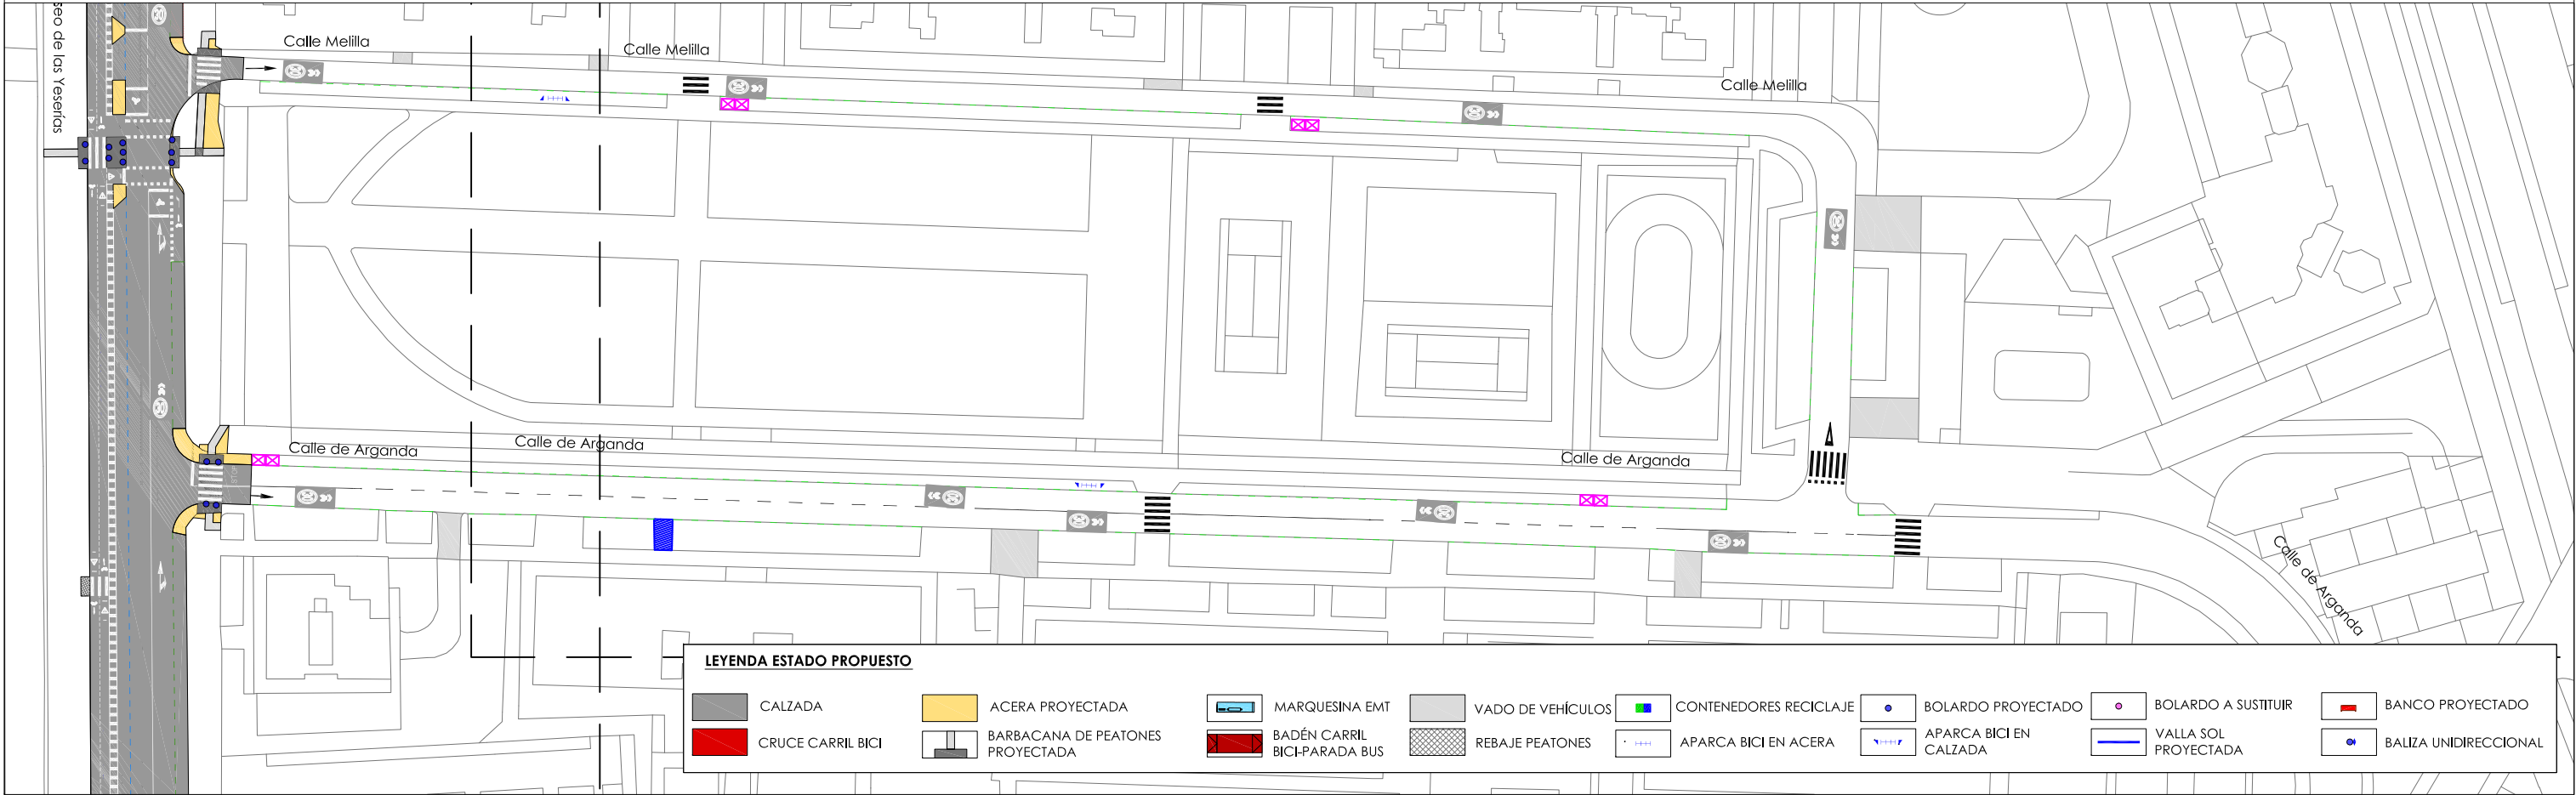 seo de las Yeserías
Calle Melilla
Calle Melilla
Calle Melilla
Calle de Arganda
Calle de Arganda
Calle de Arganda
Calle de Arganda
LEYENDA ESTADO PROPUESTO
CALZADA
ACERA PROYECTADA
MARQUESINA EMT
VADO DE VEHÍCULOS
CONTENEDORES RECICLAJE
BOLARDO PROYECTADO
BOLARDO A SUSTITUIR
BANCO PROYECTADO
CRUCE CARRIL BICI
BARBACANA DE PEATONES
PROYECTADA
BADÉN CARRIL
BICI-PARADA BUS
REBAJE PEATONES
APARCA BICI EN ACERA
APARCA BICI EN
CALZADA
VALLA SOL
PROYECTADA
BALIZA UNIDIRECCIONAL